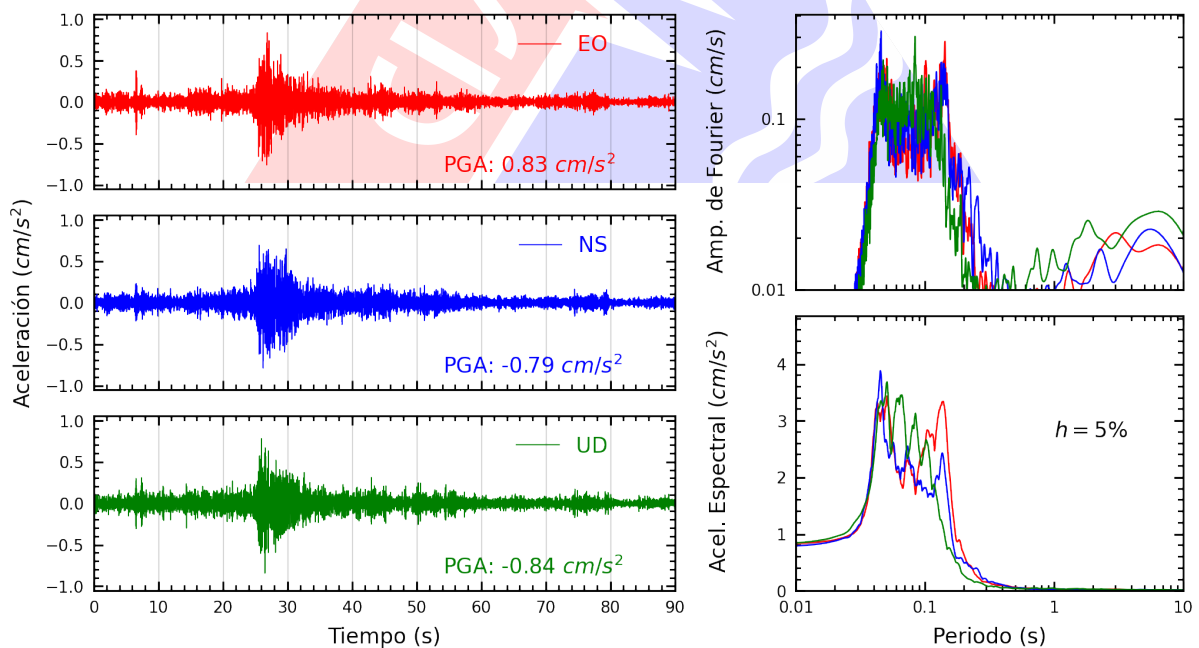 Aceleración (cm/s²)
1.0
0.5
0.0
−0.5
−1.0
EO
PGA: 0.83 cm/s²
1.0
0.5
0.0
−0.5
−1.0
NS
PGA: -0.79 cm/s²
1.0
0.5
0.0
−0.5
−1.0
UD
PGA: -0.84 cm/s²
0 10 20 30 40 50 60 70 80 90
Tiempo (s)
Amp. de Fourier (cm/s)
0.1
0.01
Acel. Espectral (cm/s²)
4
3
2
1
0
h = 5%
0.01 0.1 1 10
Periodo (s)